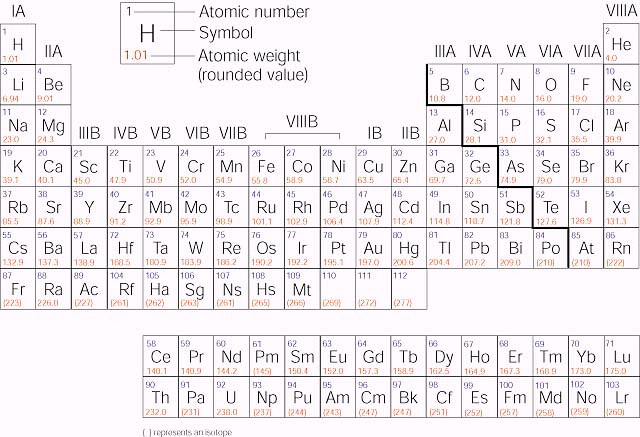 IA VIIIA
1 Atomic number
H Symbol
1.01 Atomic weight
(rounded value)
1 2
H He
1.01 4.0
IIA IIIA IVA VA VIA VIIA
3 4 5 6 7 8 9 10
Li Be B C N O F Ne
6.94 9.01 10.8 12.0 14.0 16.0 19.0 20.2
11 12 13 14 15 16 17 18
Na Mg Al Si P S Cl Ar
23.0 24.3 27.0 28.1 31.0 32.1 35.5 39.9
IIIB IVB VB VIB VIIB VIIIB IB IIB
19 20 21 22 23 24 25 26 27 28 29 30 31 32 33 34 35 36
K Ca Sc Ti V Cr Mn Fe Co Ni Cu Zn Ga Ge As Se Br Kr
39.1 40.1 45.0 47.9 50.9 52.0 54.9 55.8 58.9 58.7 63.5 65.4 69.7 72.6 74.9 79.0 79.9 83.8
37 38 39 40 41 42 43 44 45 46 47 48 49 50 51 52 53 54
Rb Sr Y Zr Nb Mo Tc Ru Rh Pd Ag Cd In Sn Sb Te I Xe
85.5 87.6 88.9 91.2 92.9 95.9 98.9 101.1 102.9 106.4 107.9 112.4 114.8 118.7 121.8 127.6 126.9 131.3
55 56 57 72 73 74 75 76 77 78 79 80 81 82 83 84 85 86
Cs Ba La Hf Ta W Re Os Ir Pt Au Hg Tl Pb Bi Po At Rn
132.9 137.3 138.9 178.5 180.9 183.9 186.2 190.2 192.2 195.1 197.0 200.6 204.4 207.2 209.0 (210) (210) (222)
87 88 89 104 105 106 107 108 109 110 111 112
Fr Ra Ac Rf Ha Sg Ns Hs Mt
(223) 226.0 (227) (261) (262) (263) (265) (269) (272) (277)
58 59 60 61 62 63 64 65 66 67 68 69 70 71
Ce Pr Nd Pm Sm Eu Gd Tb Dy Ho Er Tm Yb Lu
140.1 140.9 144.2 (145) 150.4 152.0 157.3 158.9 162.5 164.9 167.3 168.9 173.0 175.0
90 91 92 93 94 95 96 97 98 99 100 101 102 103
Th Pa U Np Pu Am Cm Bk Cf Es Fm Md No Lr
232.0 (231) 238.0 (237) (244) (243) (247) (247) (251) (252) (257) (258) (259) (260)
( ) represents an isotope